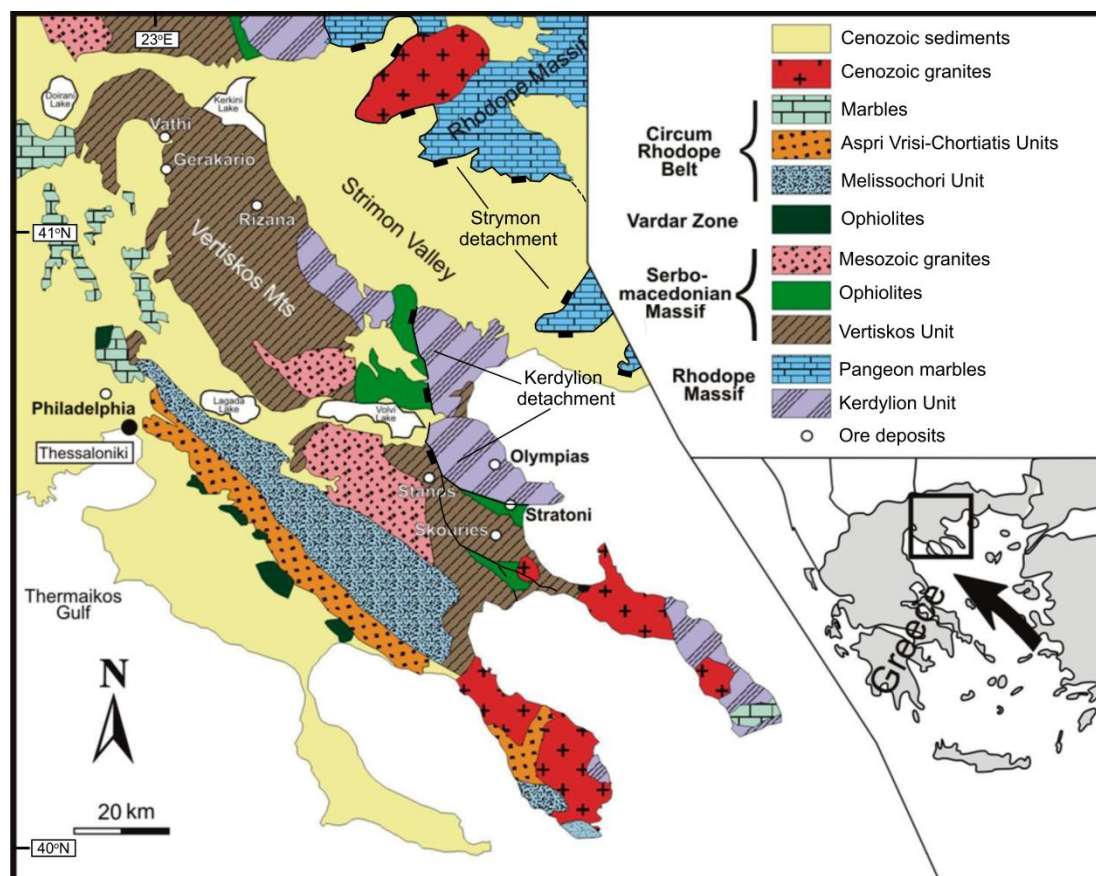 23°E
Doirani
Lake
Kerkini
Lake
Vathi
Gerakario
Rizana
41°N
Vertiskos Mts
Strimon Valley
Rhodope Massif
Strymon
detachment
Kerdylion
detachment
Lagada
Lake
Volvi
Lake
Philadelphia
Thessaloniki
Olympias
Stanos
Stratoni
Skouries
Thermaikos
Gulf
N
20 km
40°N
Cenozoic sediments
Cenozoic granites
Circum
Rhodope
Belt
Marbles
Aspri Vrisi-Chortiatis Units
Melissochori Unit
Vardar Zone
Ophiolites
Serbo-
macedonian
Massif
Mesozoic granites
Ophiolites
Vertiskos Unit
Rhodope
Massif
Pangeon marbles
Kerdylion Unit
Ore deposits
Greece